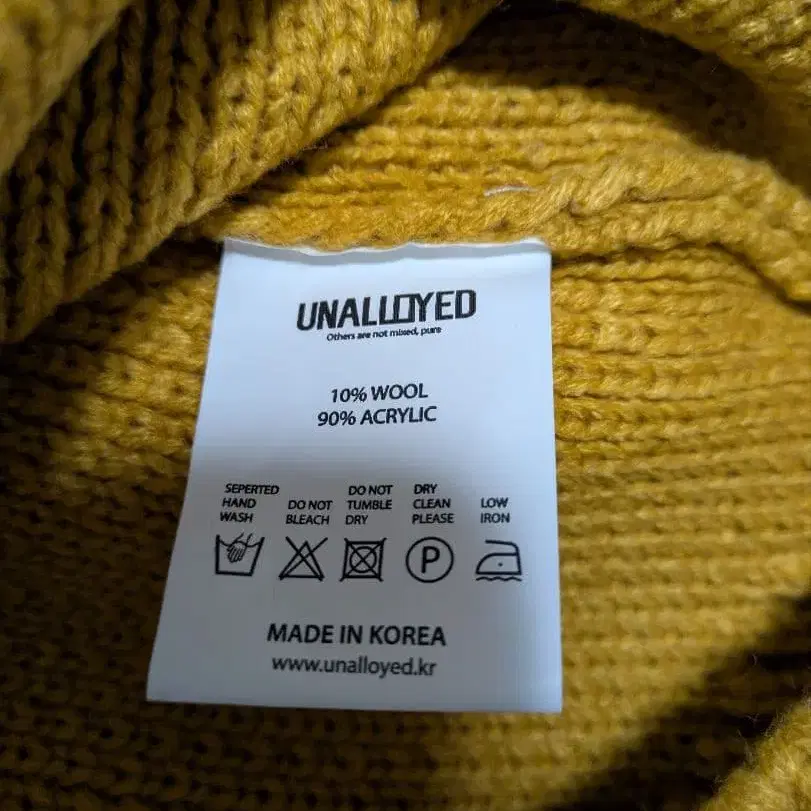 UNALLOYED
Others are not mixed, pure
10% WOOL
90% ACRYLIC
SEPERTED
HAND
WASH
DO NOT
BLEACH
DO NOT
TUMBLE
DRY
DRY
CLEAN
PLEASE
LOW
IRON
P
MADE IN KOREA
www.unalloyed.kr